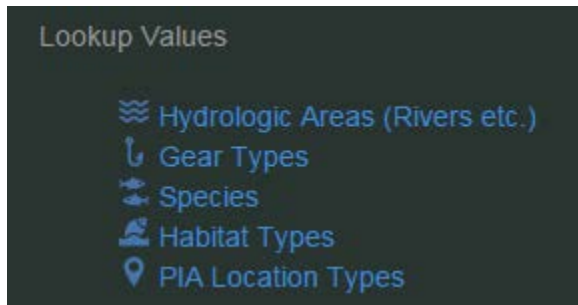 Lookup Values
Hydrologic Areas (Rivers etc.)
Gear Types
Species
Habitat Types
PIA Location Types